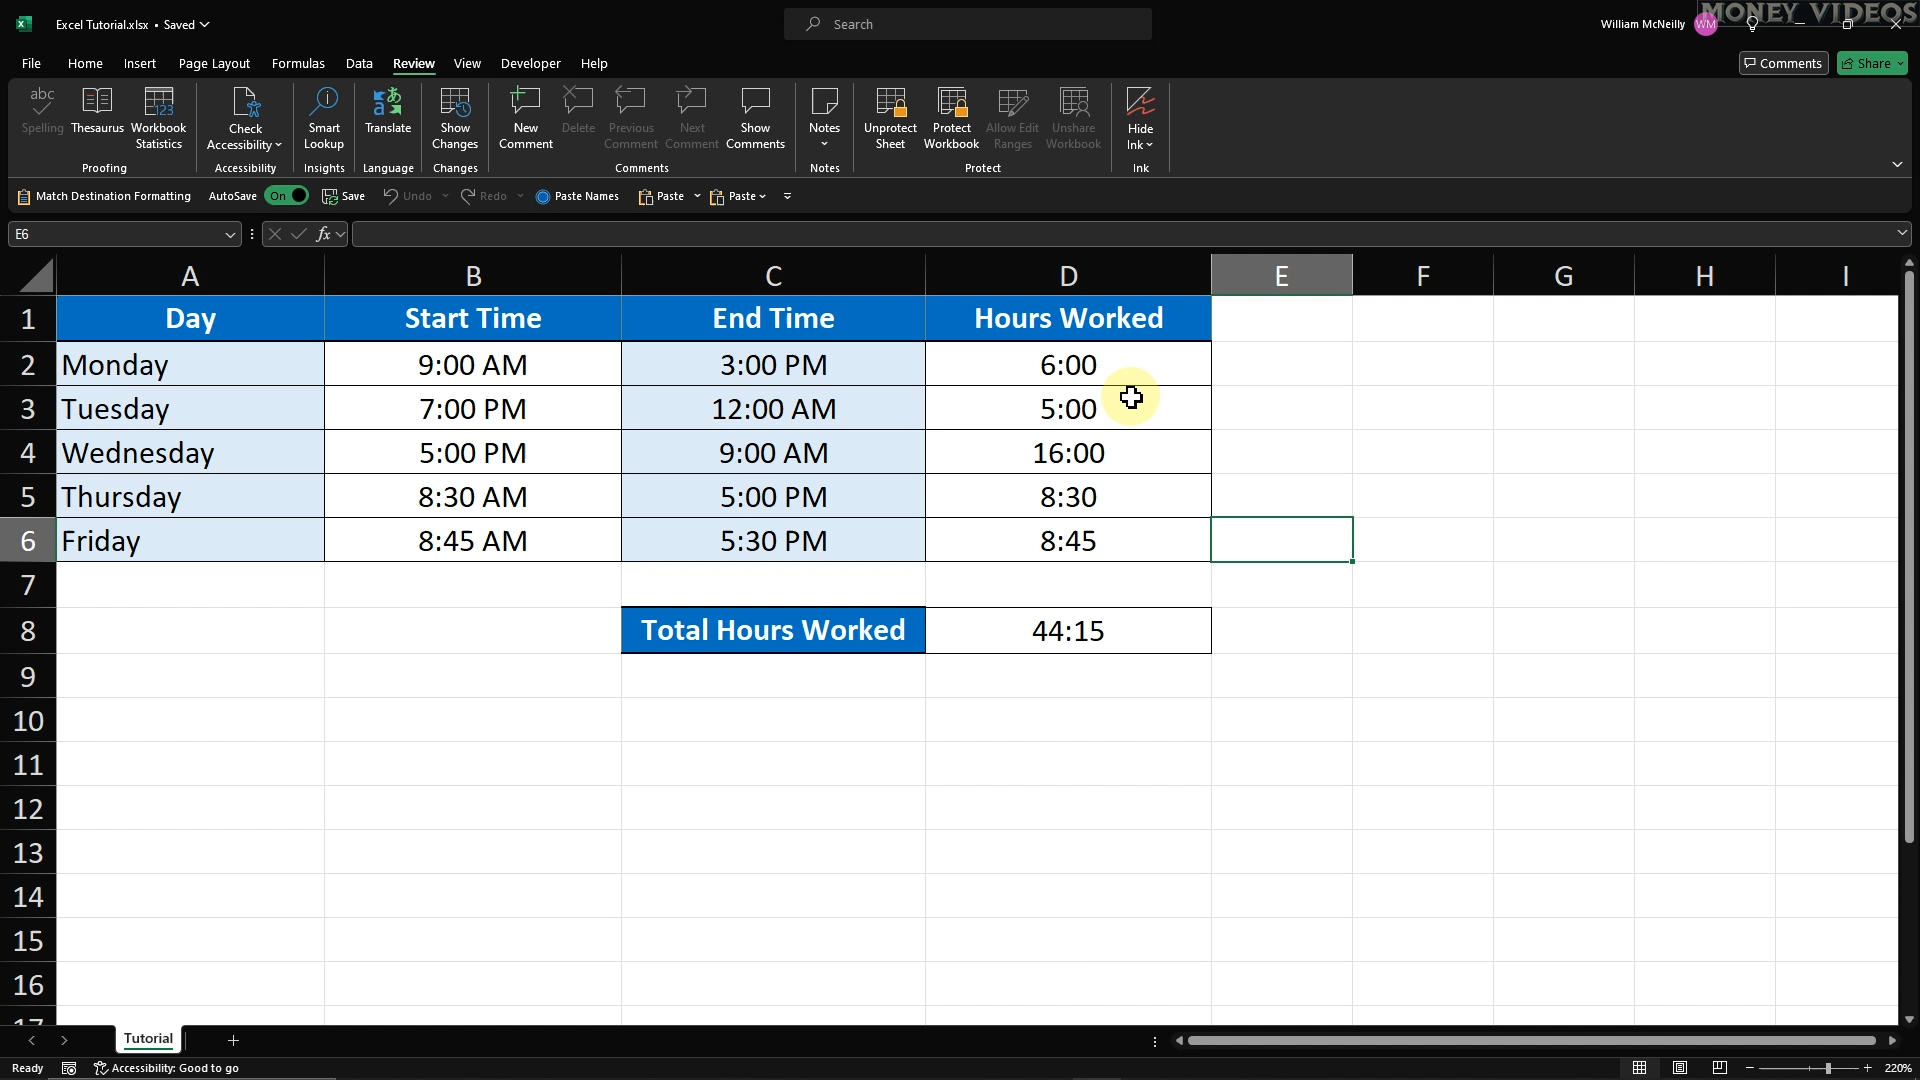 Excel Tutorial.xlsx • Saved
Search
William McNeilly WM
MONEY VIDEOS
File Home Insert Page Layout Formulas Data Review View Developer Help
Comments Share
abc
Spelling
Thesaurus
123
Workbook
Statistics
Proofing
Check
Accessibility
Accessibility
Smart
Lookup
Insights
Translate
Language
Show
Changes
Changes
New
Comment
Delete
Previous
Comment
Next
Comment
Show
Comments
Comments
Notes
Notes
Unprotect
Sheet
Protect
Workbook
Allow Edit
Ranges
Unshare
Workbook
Protect
Hide
Ink
Ink
Match Destination Formatting AutoSave On Save Undo Redo Paste Names Paste Paste
E6 fx
A B C D E F G H I
1 Day Start Time End Time Hours Worked
2 Monday 9:00 AM 3:00 PM 6:00
3 Tuesday 7:00 PM 12:00 AM 5:00
4 Wednesday 5:00 PM 9:00 AM 16:00
5 Thursday 8:30 AM 5:00 PM 8:30
6 Friday 8:45 AM 5:30 PM 8:45
7
8 Total Hours Worked 44:15
9
10
11
12
13
14
15
16
17
Tutorial
Ready Accessibility: Good to go 220%